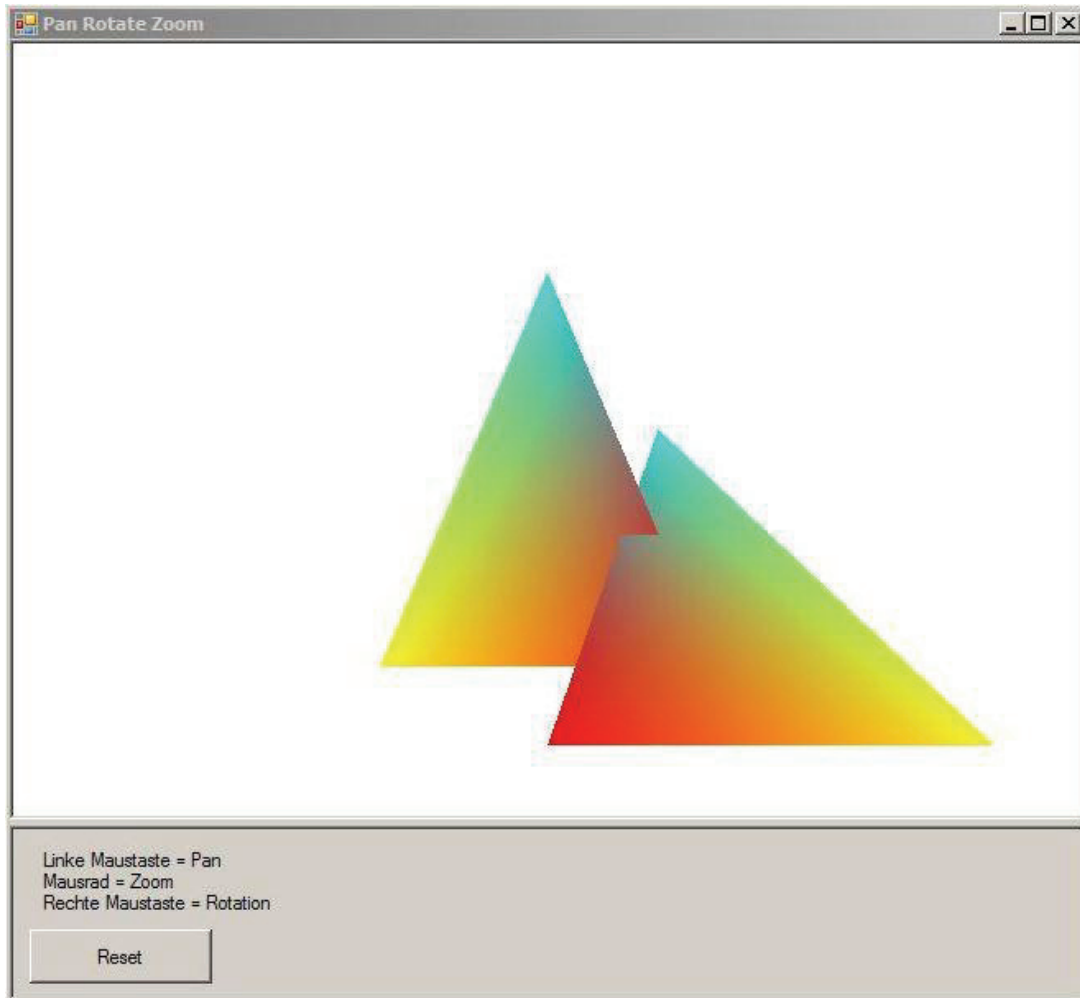 Pan Rotate Zoom
Linke Maustaste = Pan
Mausrad = Zoom
Rechte Maustaste = Rotation
Reset